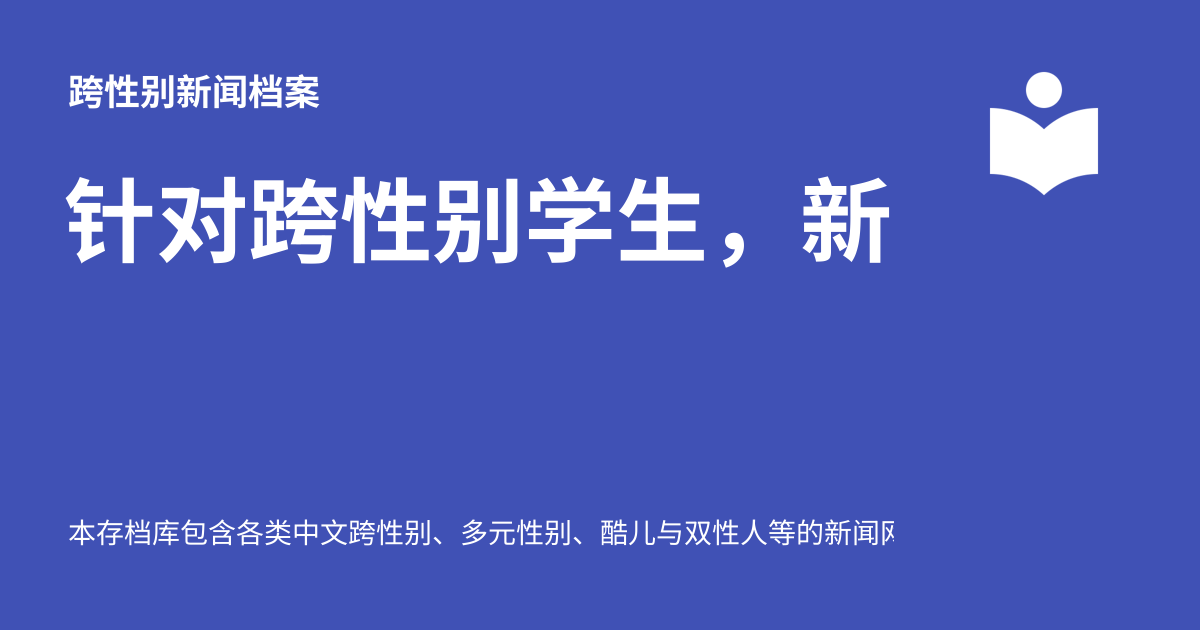 跨性别新闻档案
针对跨性别学生，新
本存档库包含各类中文跨性别、多元性别、酷儿与双性人等的新闻